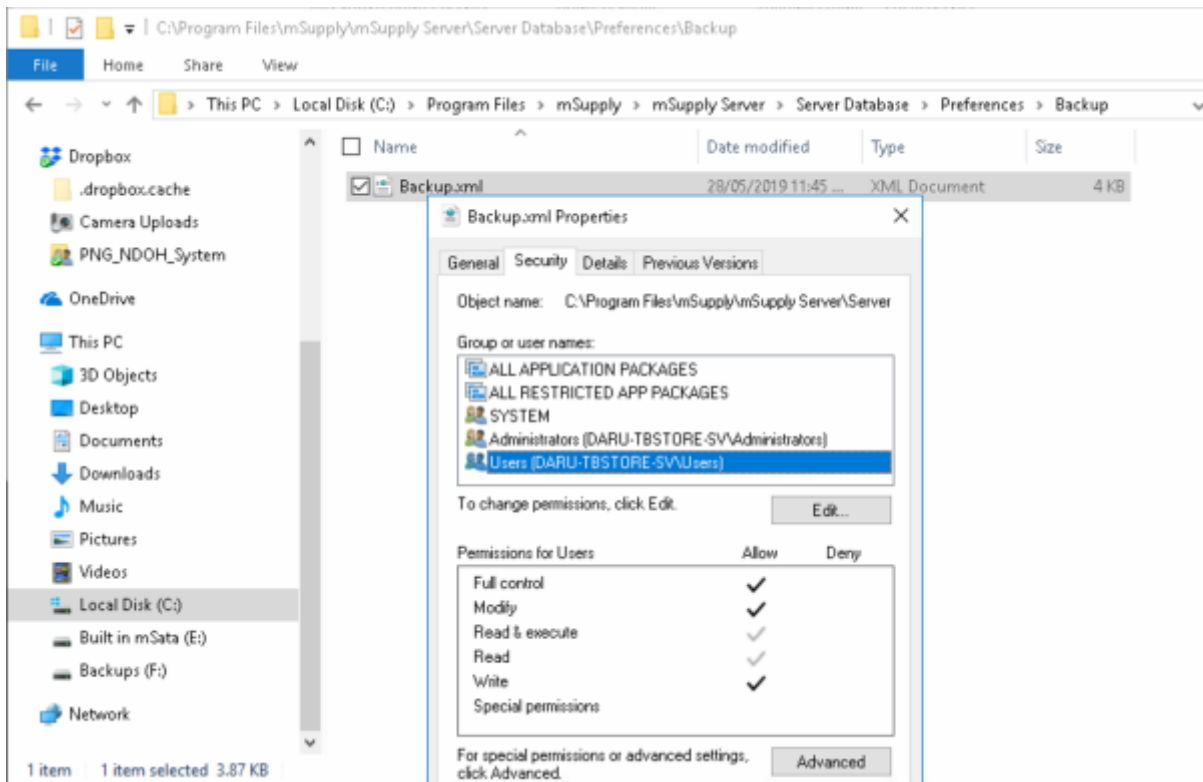 C:\Program Files\mSupply\mSupply Server\Server Database\Preferences\Backup
File Home Share View
This PC > Local Disk (C:) > Program Files > mSupply > mSupply Server > Server Database > Preferences > Backup
Name Date modified Type Size
Backup.xml 28/05/2019 11:45 ... XML Document 4 KB
Dropbox
.dropbox.cache
Camera Uploads
PNG_NDOH_System
OneDrive
This PC
3D Objects
Desktop
Documents
Downloads
Music
Pictures
Videos
Local Disk (C:)
Built in mSata (E:)
Backups (F:)
Network
1 item 1 item selected 3.87 KB
Backup.xml Properties
General Security Details Previous Versions
Object name: C:\Program Files\mSupply\mSupply Server\Server
Group or user names:
ALL APPLICATION PACKAGES
ALL RESTRICTED APP PACKAGES
SYSTEM
Administrators (DARU-TBSTORE-SV\Administrators)
Users (DARU-TBSTORE-SV\Users)
To change permissions, click Edit.
Edit...
Permissions for Users Allow Deny
Full control
Modify
Read & execute
Read
Write
Special permissions
For special permissions or advanced settings,
click Advanced.
Advanced